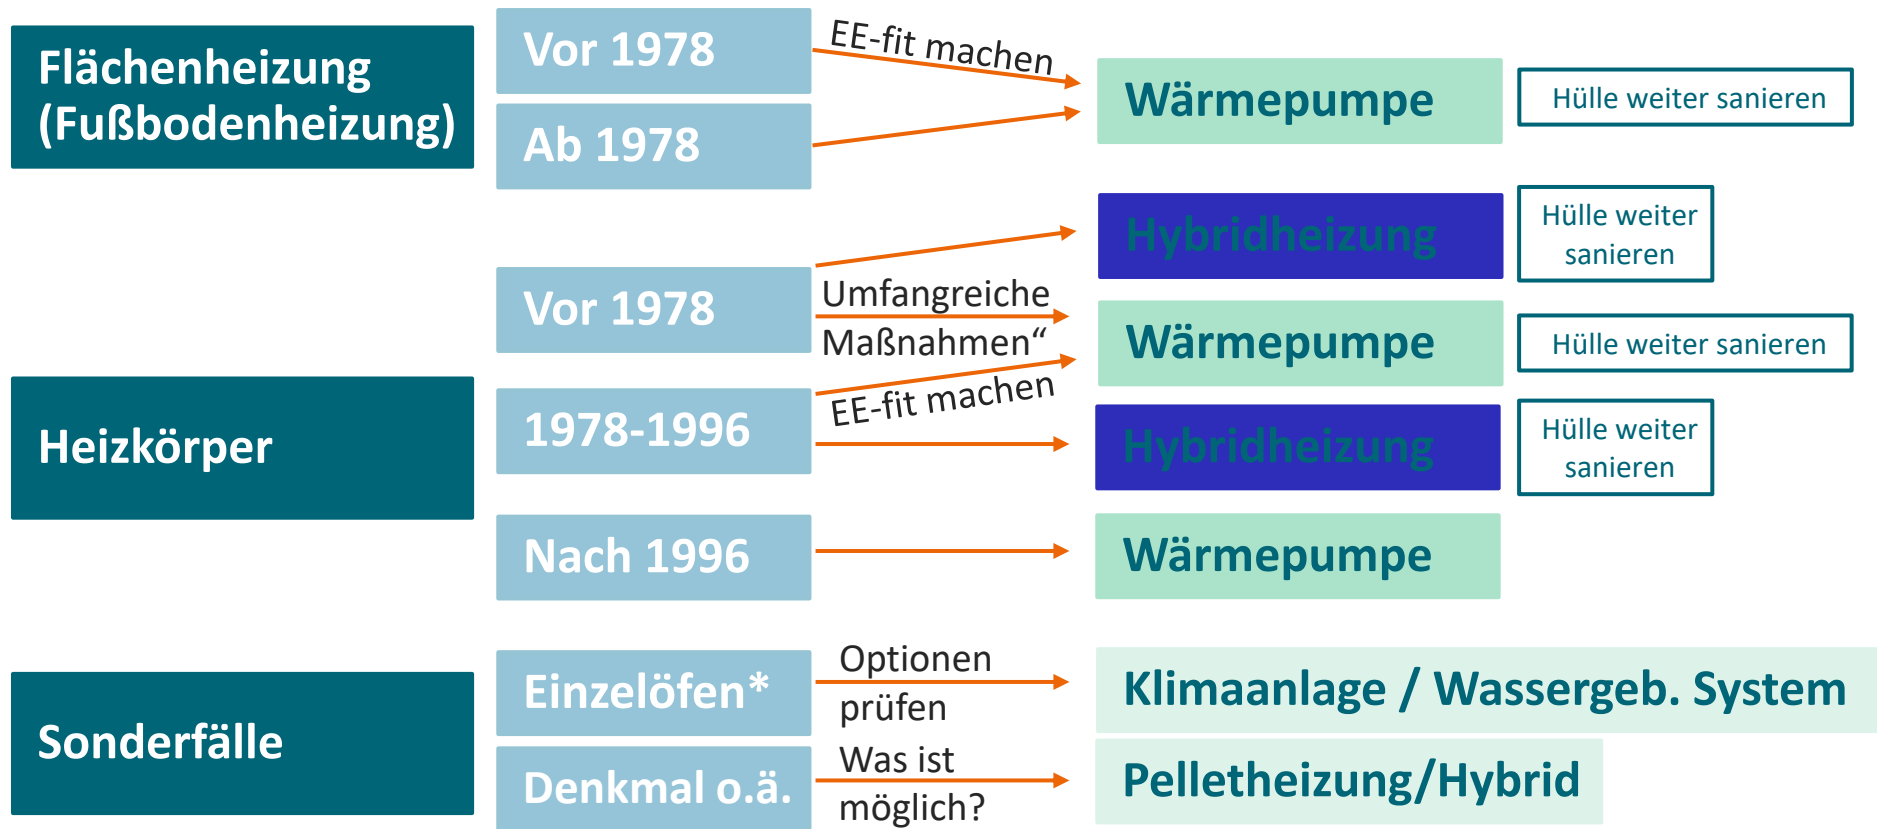 Flächenheizung
(Fußbodenheizung)
Vor 1978
EE-fit machen
Ab 1978
Wärmepumpe
Hülle weiter sanieren
Heizkörper
Vor 1978
Hybridheizung
Hülle weiter
sanieren
Umfangreiche
Maßnahmen“
Wärmepumpe
Hülle weiter sanieren
1978-1996
EE-fit machen
Hybridheizung
Hülle weiter
sanieren
Nach 1996
Wärmepumpe
Sonderfälle
Einzelöfen*
Optionen
prüfen
Klimaanlage / Wassergeb. System
Denkmal o.ä.
Was ist
möglich?
Pelletheizung/Hybrid